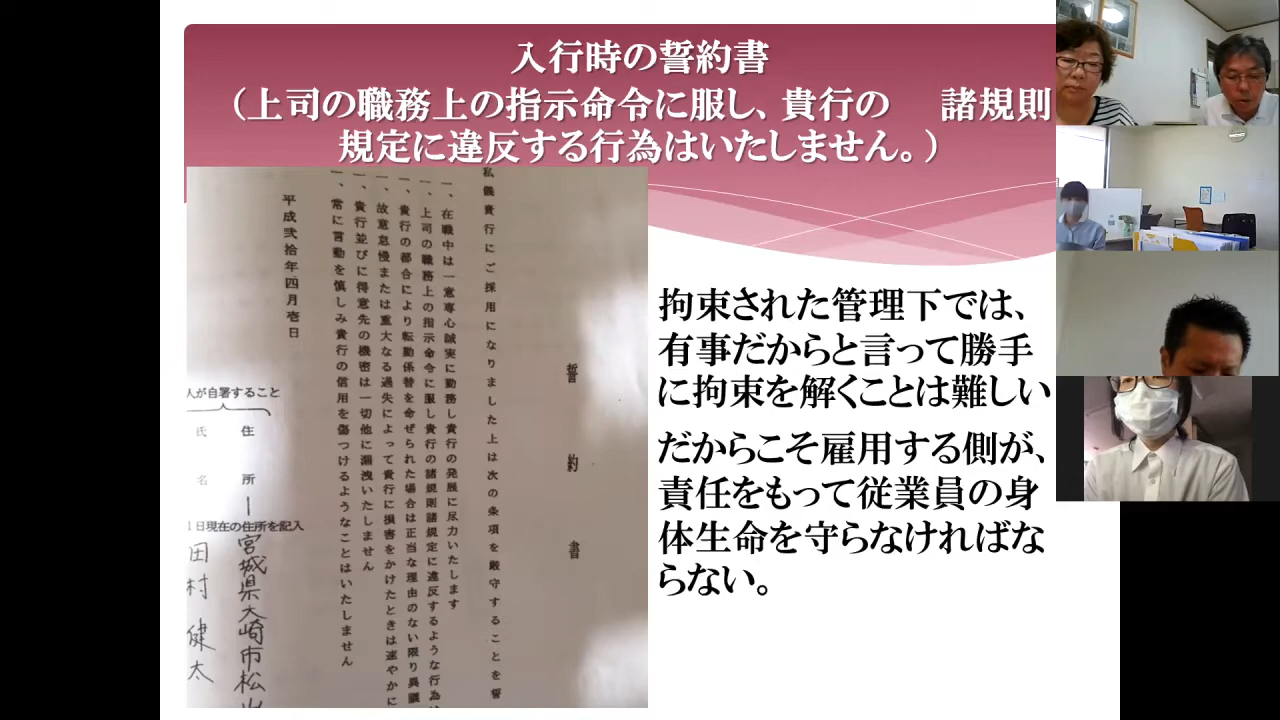 入行時の誓約書
（上司の職務上の指示命令に服し、貴行の　諸規則
規定に違反する行為はいたしません。）
拘束された管理下では、
有事だからと言って勝手
に拘束を解くことは難しい
だからこそ雇用する側が、
責任をもって従業員の身
体生命を守らなければな
らない。
誓約書
私儀貴行にご採用になりました上は次の条項を厳守することを誓
一、在職中は一意専心誠実に勤務し貴行の発展に尽力いたします
一、上司の職務上の指示命令に服し貴行の諸規則諸規定に違反するような行為は
一、貴行の都合により転勤係替を命ぜられた場合は正当な理由のない限り異議
一、故意怠慢または重大なる過失によって貴行に損害をかけたときは速やかに
一、貴行並びに得意先の機密は一切他に漏洩いたしません
一、常に言動を慎しみ貴行の信用を傷つけるようなことはいたしません
平成弐拾年四月壱日
人が自署すること
住所
1日現在の住所を記入
宮城県大崎市松山
氏名
田村健太